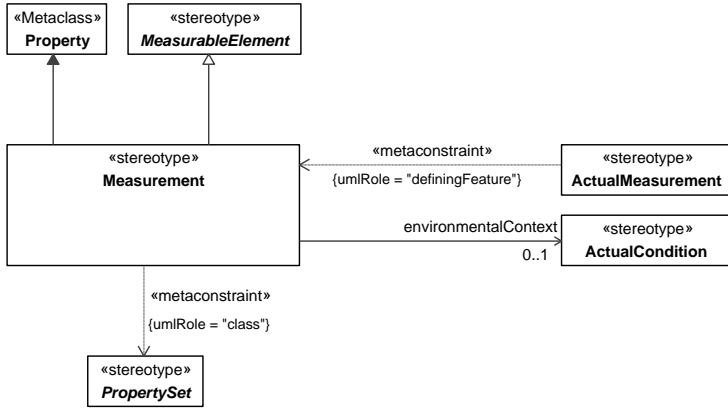 «Metaclass»
Property
«stereotype»
MeasurableElement
«stereotype»
Measurement
«metaconstraint»
{umlRole = "definingFeature"}
«stereotype»
ActualMeasurement
environmentalContext
0..1
«stereotype»
ActualCondition
«metaconstraint»
{umlRole = "class"}
«stereotype»
PropertySet